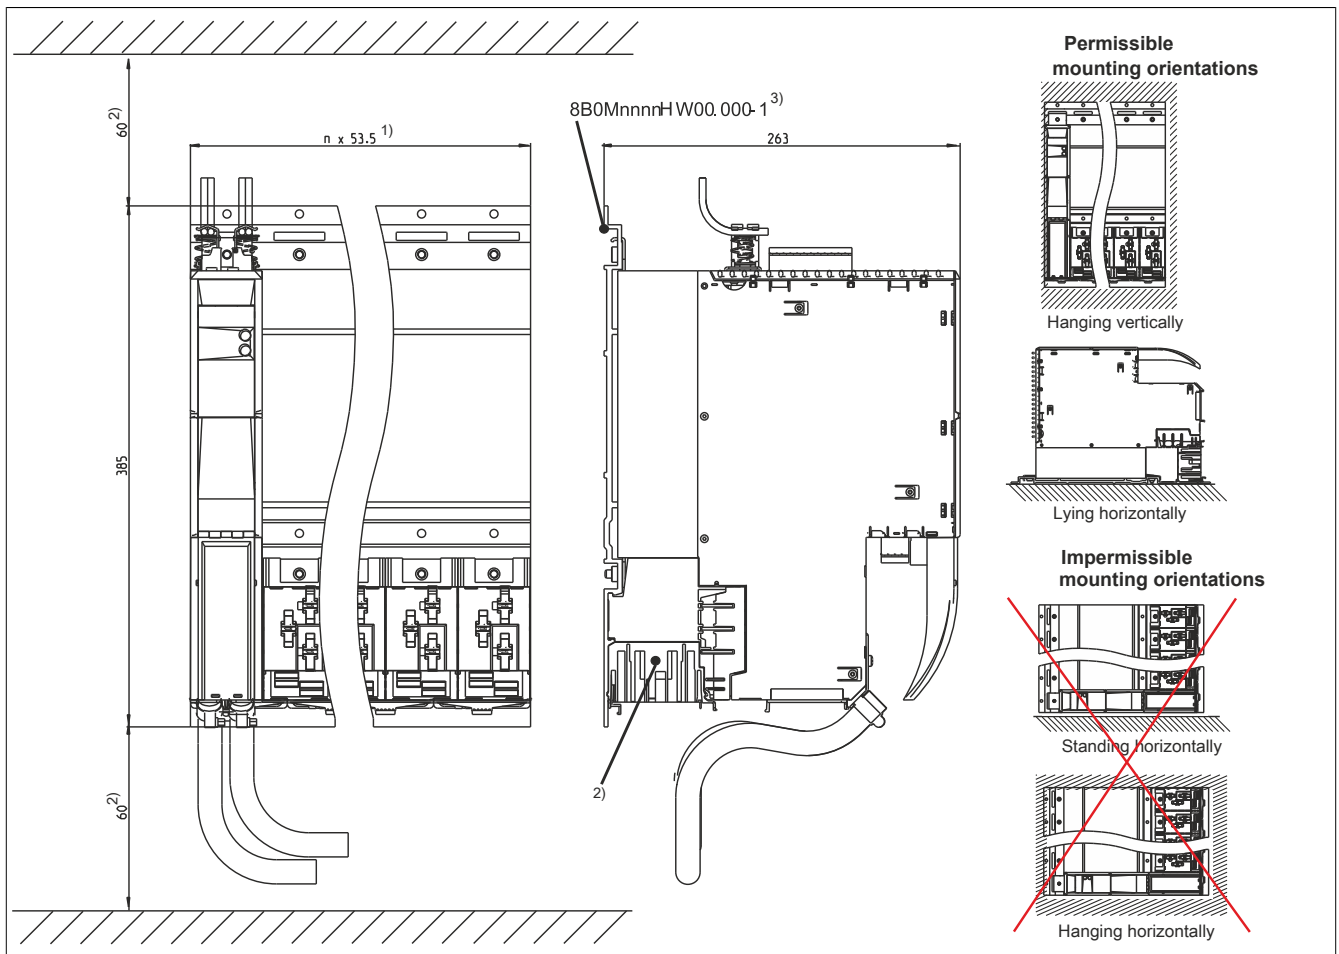 60 2)
n x 53.5 1)
385
60 2)
8B0MnnnnHW00.000-1 3)
263
2)
Permissible
mounting orientations
Hanging vertically
Lying horizontally
Impermissible
mounting orientations
Standing horizontally
Hanging horizontally